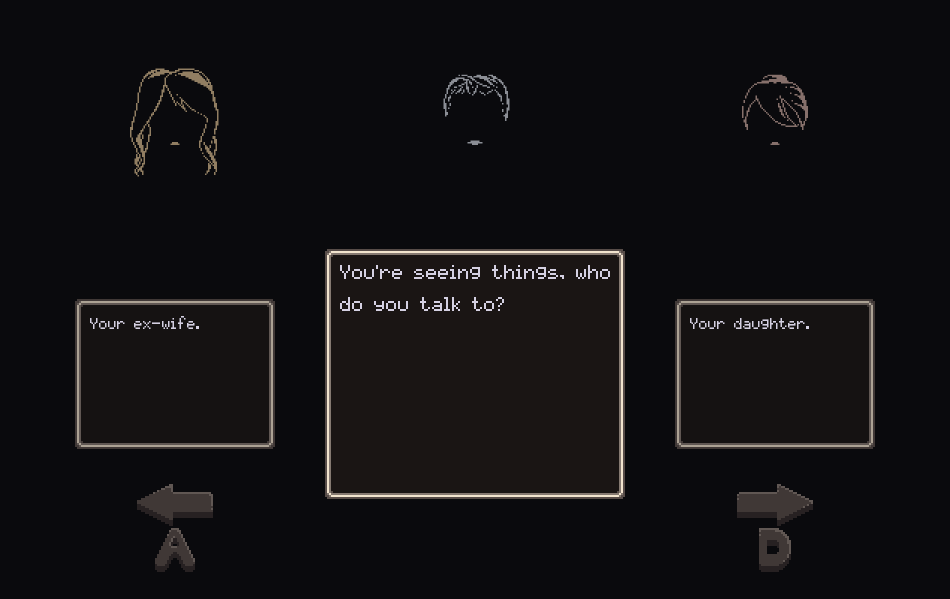 You're seeing things, who
do you talk to?
Your ex-wife.
Your daughter.
A
D